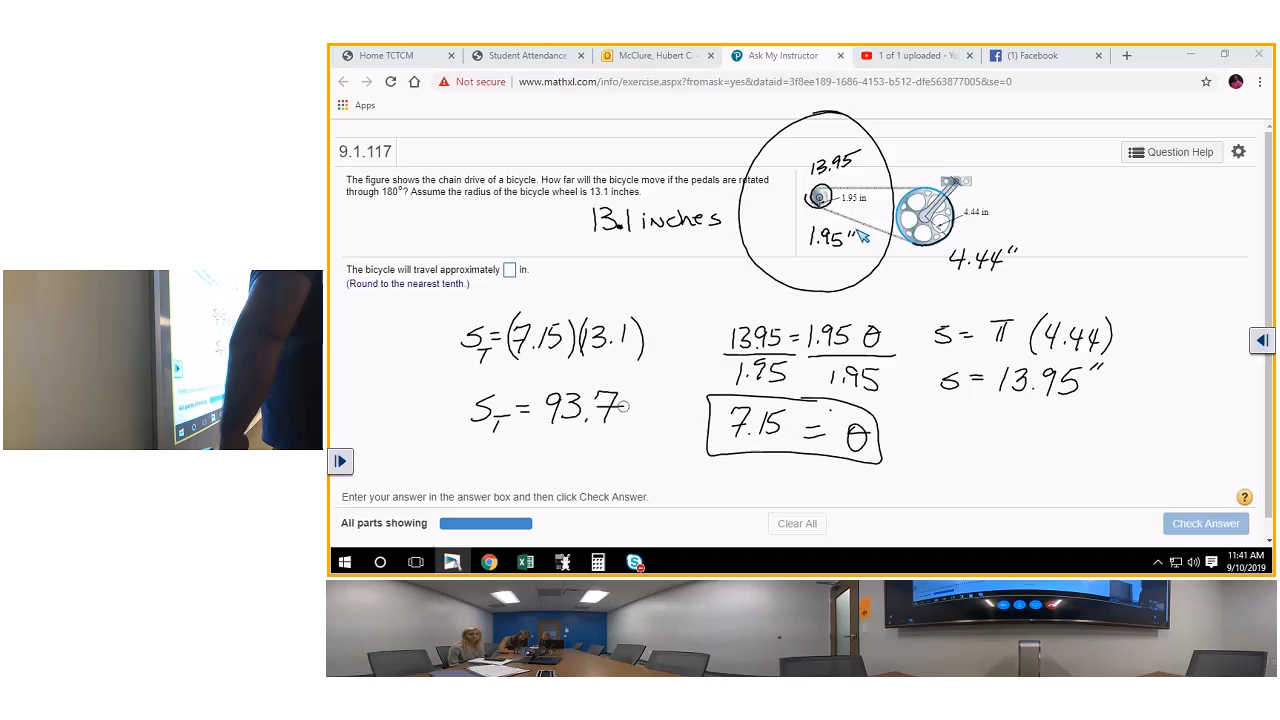 Home TCTCM
Student Attendance
McClure, Hubert C. -
Ask My Instructor
1 of 1 uploaded - Yo
(1) Facebook
Not secure
www.mathxl.com/info/exercise.aspx?fromask=yes&dataid=3f8ee189-1686-4153-b512-dfe563877005&se=0
Apps
9.1.117
Question Help
The figure shows the chain drive of a bicycle. How far will the bicycle move if the pedals are rotated
through 180°? Assume the radius of the bicycle wheel is 13.1 inches.
13.1 inches
13.95
1.95 in
1.95"
4.44 in
4.44"
The bicycle will travel approximately in.
(Round to the nearest tenth.)
S_T = (7.15)(13.1)
S_T = 93.7
13.95 = 1.95 θ
1.95 1.95
7.15 = θ
S = π (4.44)
S = 13.95"
Enter your answer in the answer box and then click Check Answer.
All parts showing
Clear All
Check Answer
11:41 AM
9/10/2019